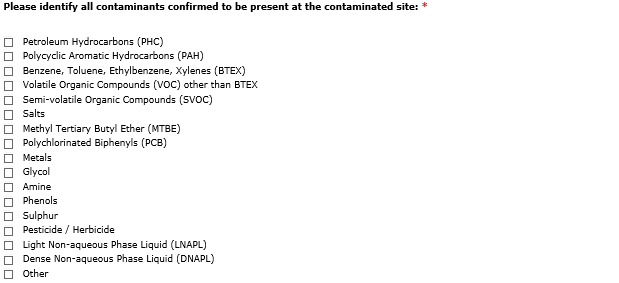 Please identify all contaminants confirmed to be present at the contaminated site: *
Petroleum Hydrocarbons (PHC)
Polycyclic Aromatic Hydrocarbons (PAH)
Benzene, Toluene, Ethylbenzene, Xylenes (BTEX)
Volatile Organic Compounds (VOC) other than BTEX
Semi-volatile Organic Compounds (SVOC)
Salts
Methyl Tertiary Butyl Ether (MTBE)
Polychlorinated Biphenyls (PCB)
Metals
Glycol
Amine
Phenols
Sulphur
Pesticide / Herbicide
Light Non-aqueous Phase Liquid (LNAPL)
Dense Non-aqueous Phase Liquid (DNAPL)
Other